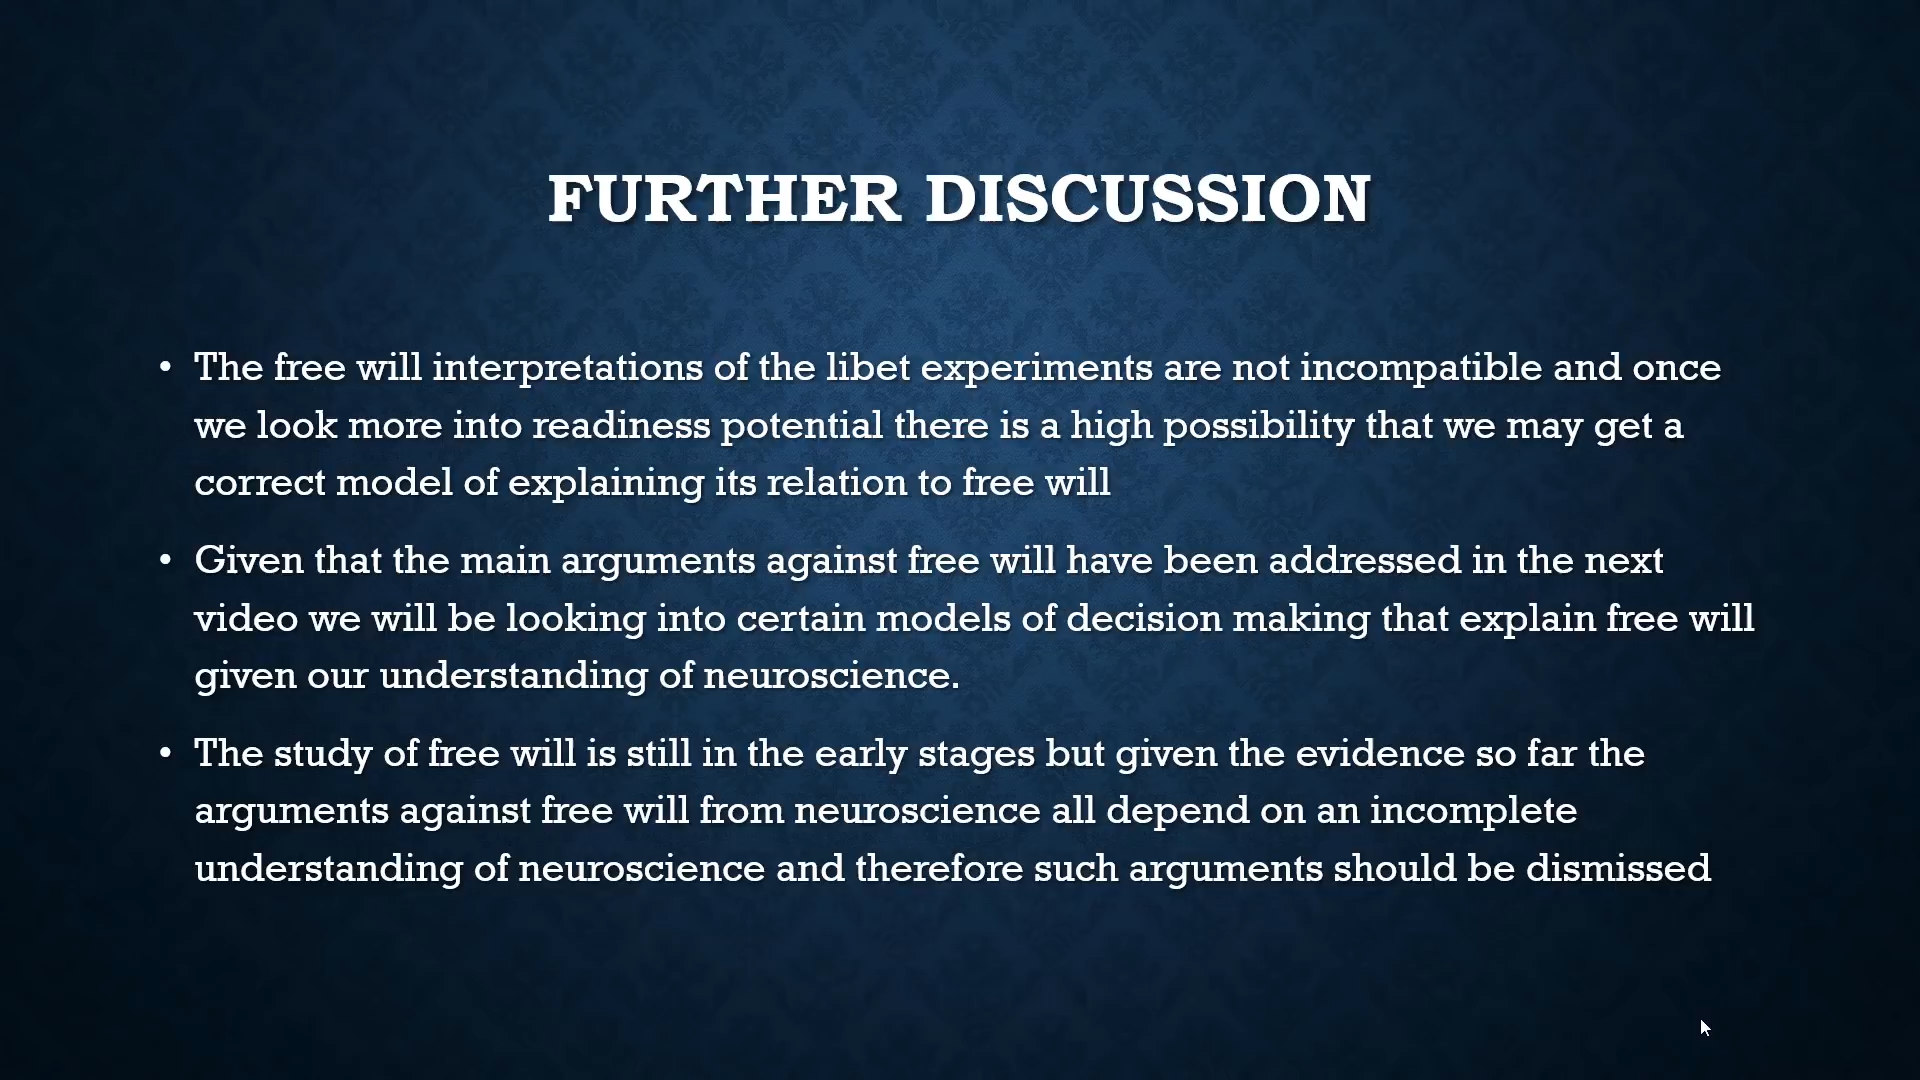 FURTHER DISCUSSION
• The free will interpretations of the libet experiments are not incompatible and once
we look more into readiness potential there is a high possibility that we may get a
correct model of explaining its relation to free will
• Given that the main arguments against free will have been addressed in the next
video we will be looking into certain models of decision making that explain free will
given our understanding of neuroscience.
• The study of free will is still in the early stages but given the evidence so far the
arguments against free will from neuroscience all depend on an incomplete
understanding of neuroscience and therefore such arguments should be dismissed